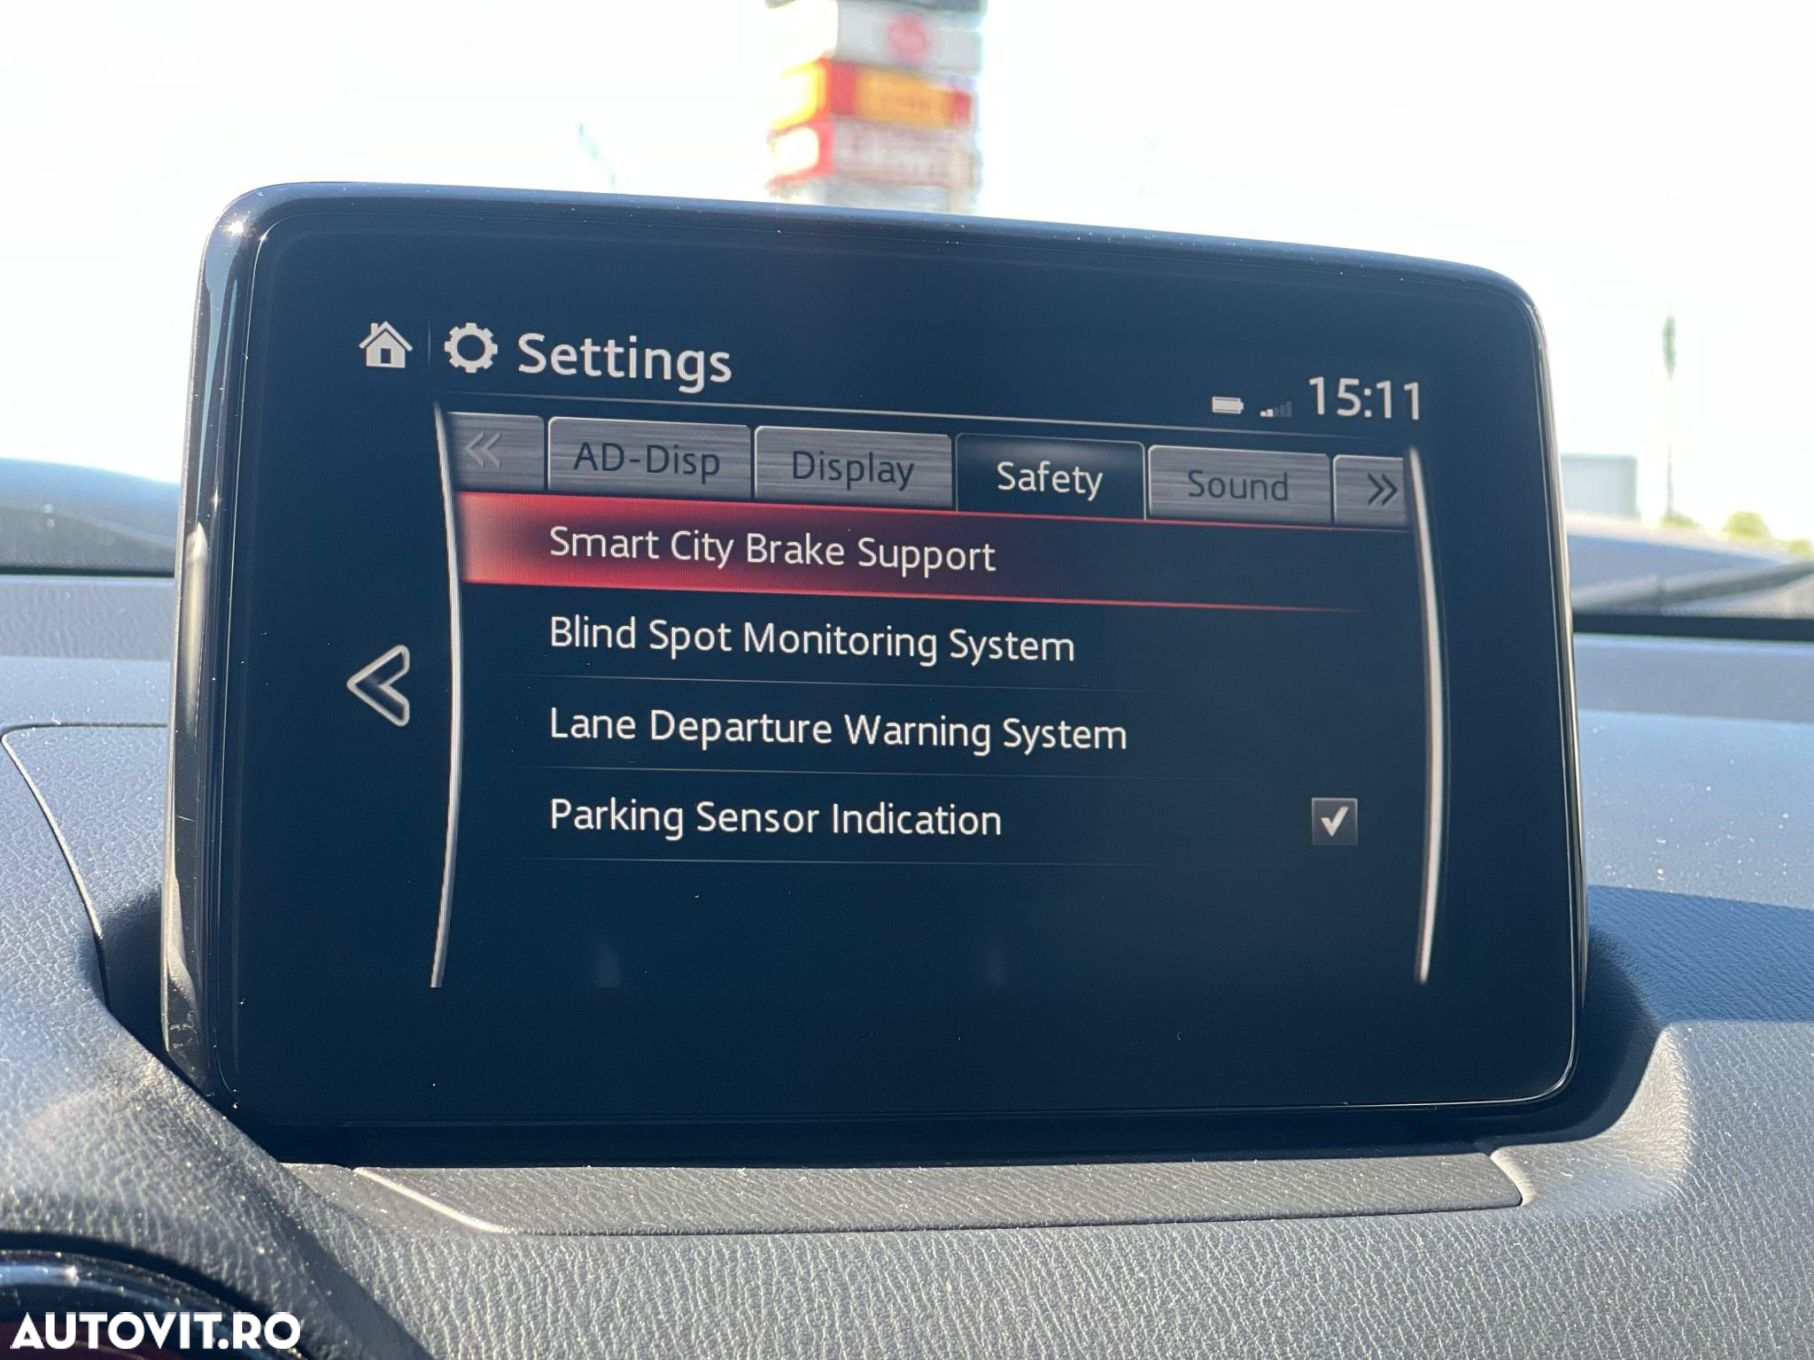 Settings
15:11
AD-Disp
Display
Safety
Sound
Smart City Brake Support
Blind Spot Monitoring System
Lane Departure Warning System
Parking Sensor Indication
AUTOVIT.RO